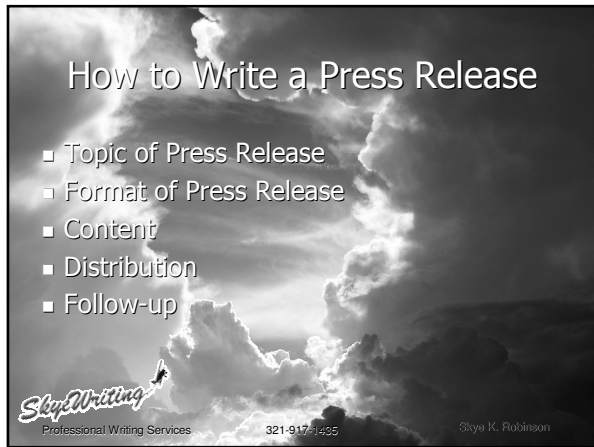 How to Write a Press Release
Topic of Press Release
Format of Press Release
Content
Distribution
Follow-up
SkyeWriting
Professional Writing Services 321-917-1435 Skye K. Robinson